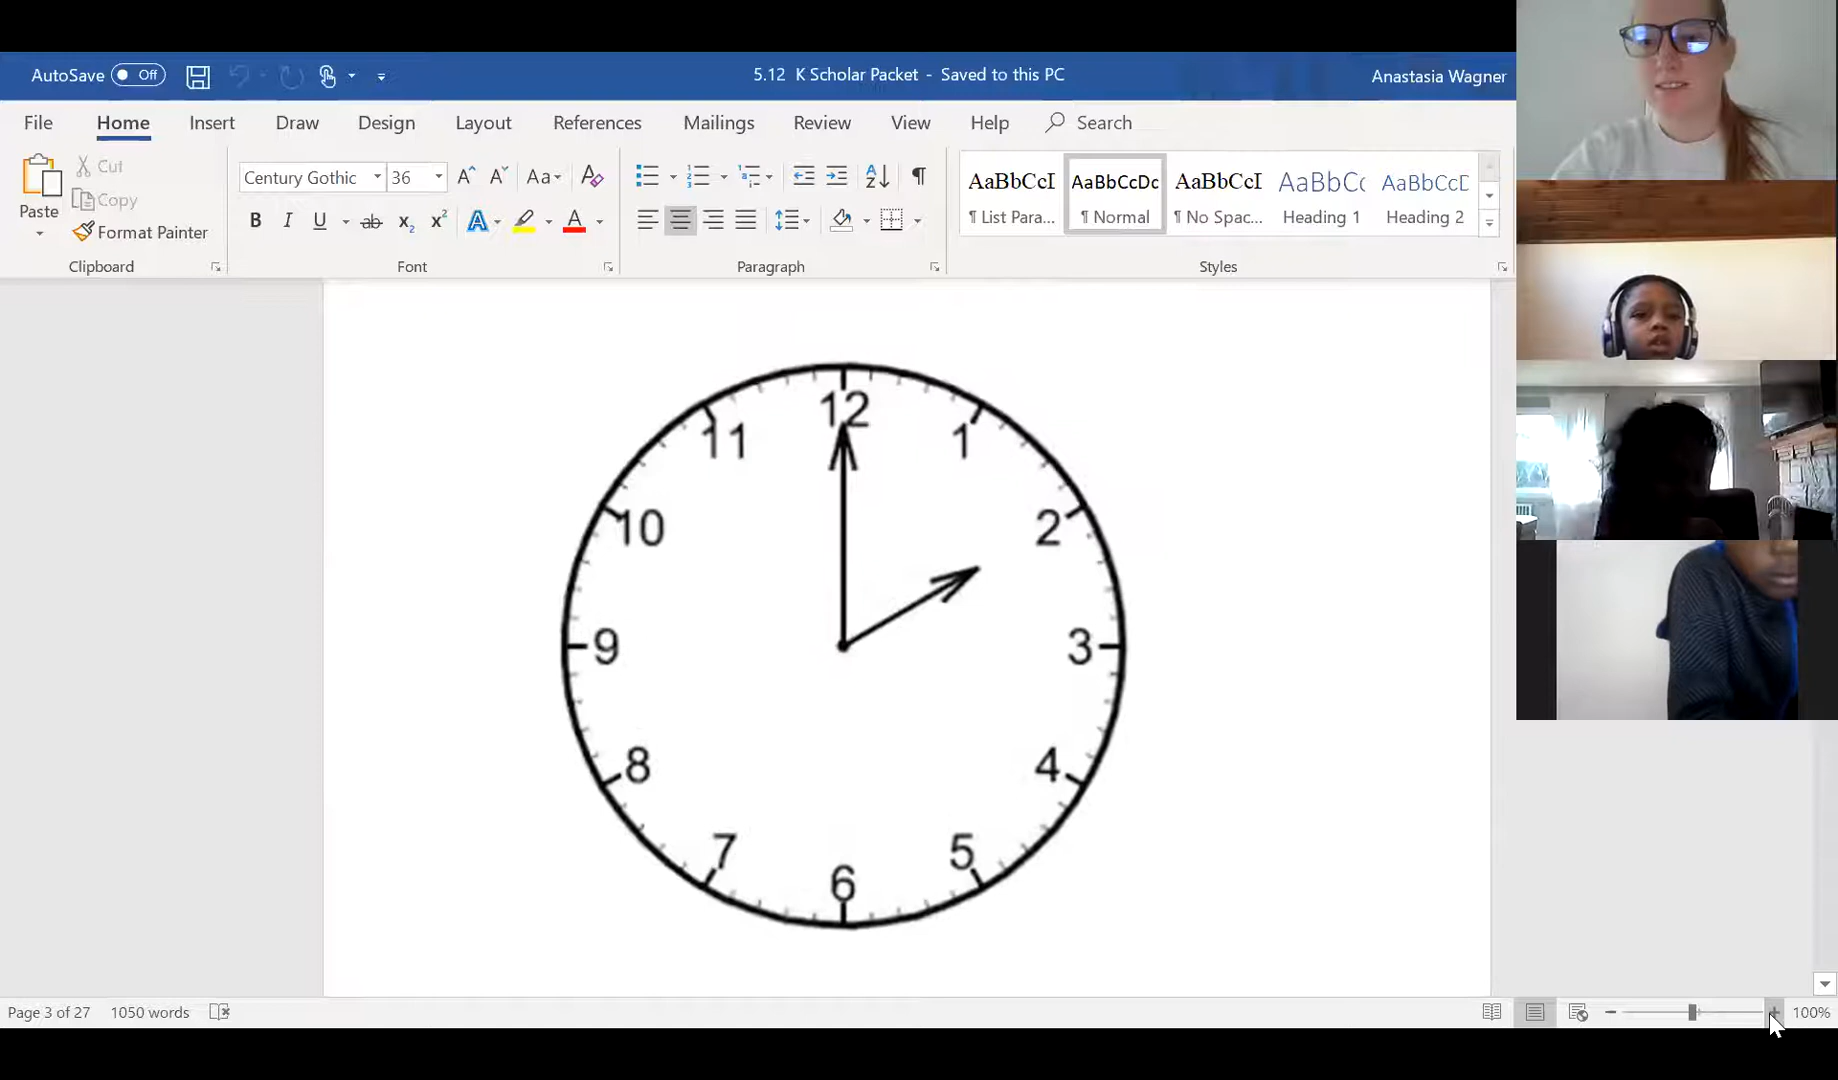 AutoSave Off 5.12 K Scholar Packet - Saved to this PC Anastasia Wagner
File Home Insert Draw Design Layout References Mailings Review View Help Search
Cut
Copy
Paste
Format Painter
Clipboard
Century Gothic 36
Aa
B I U ab x₂ x² A A
Font
Paragraph
AaBbCcI AaBbCcDc AaBbCcI AaBbCc AaBbCcD
¶ List Para... ¶ Normal ¶ No Spac... Heading 1 Heading 2
Styles
12
11 1
10 2
9 3
8 4
7 5
6
Page 3 of 27 1050 words 100%